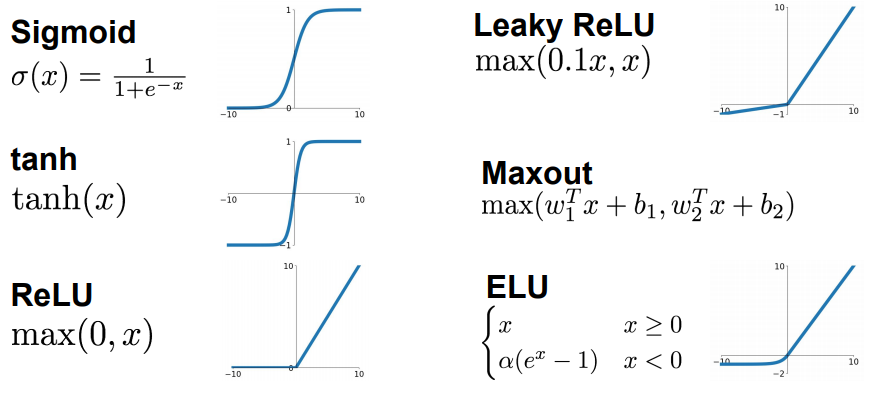 Sigmoid
σ(x) = 1/(1+e^{-x})
1
0
-10
10
tanh
tanh(x)
1
-10
10
-1
ReLU
max(0, x)
10
0
-10
10
Leaky ReLU
max(0.1x, x)
10
-10
-1
10
Maxout
max(w_1^T x + b_1, w_2^T x + b_2)
ELU
{ x x ≥ 0
α(e^x − 1) x < 0
10
-10
-2
10